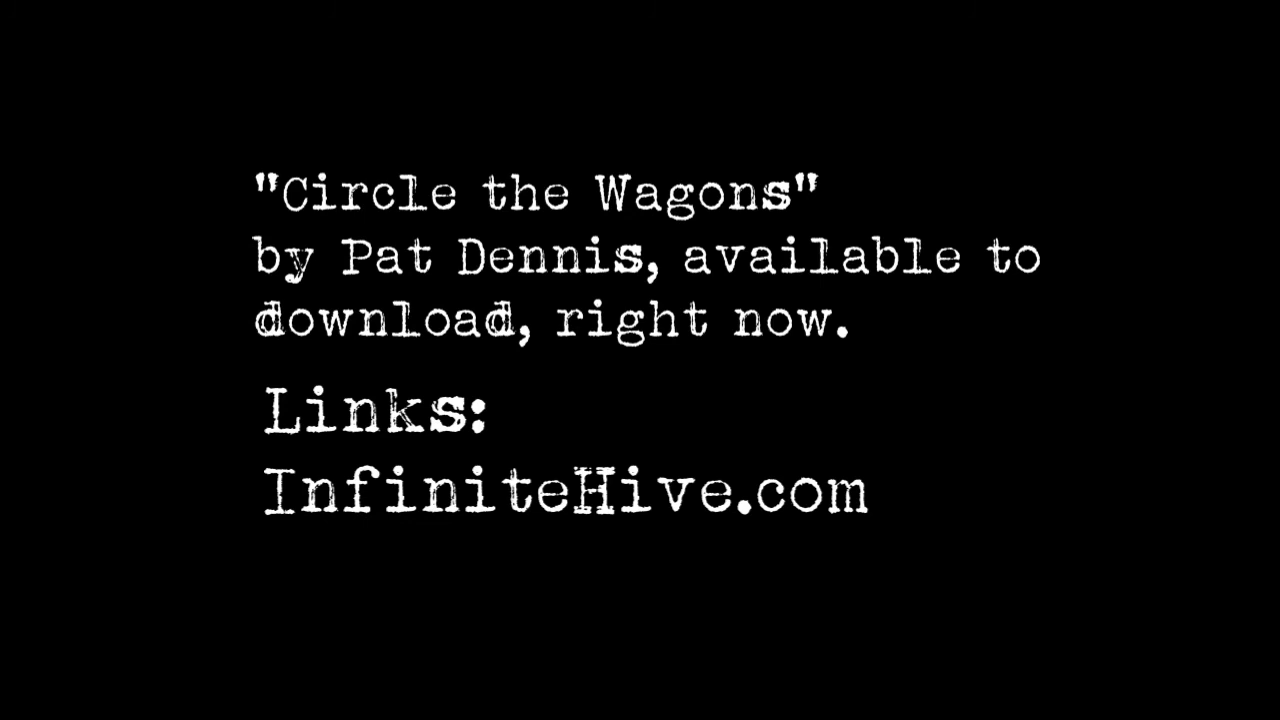 "Circle the Wagons"
by Pat Dennis, available to
download, right now.
Links:
InfiniteHive.com